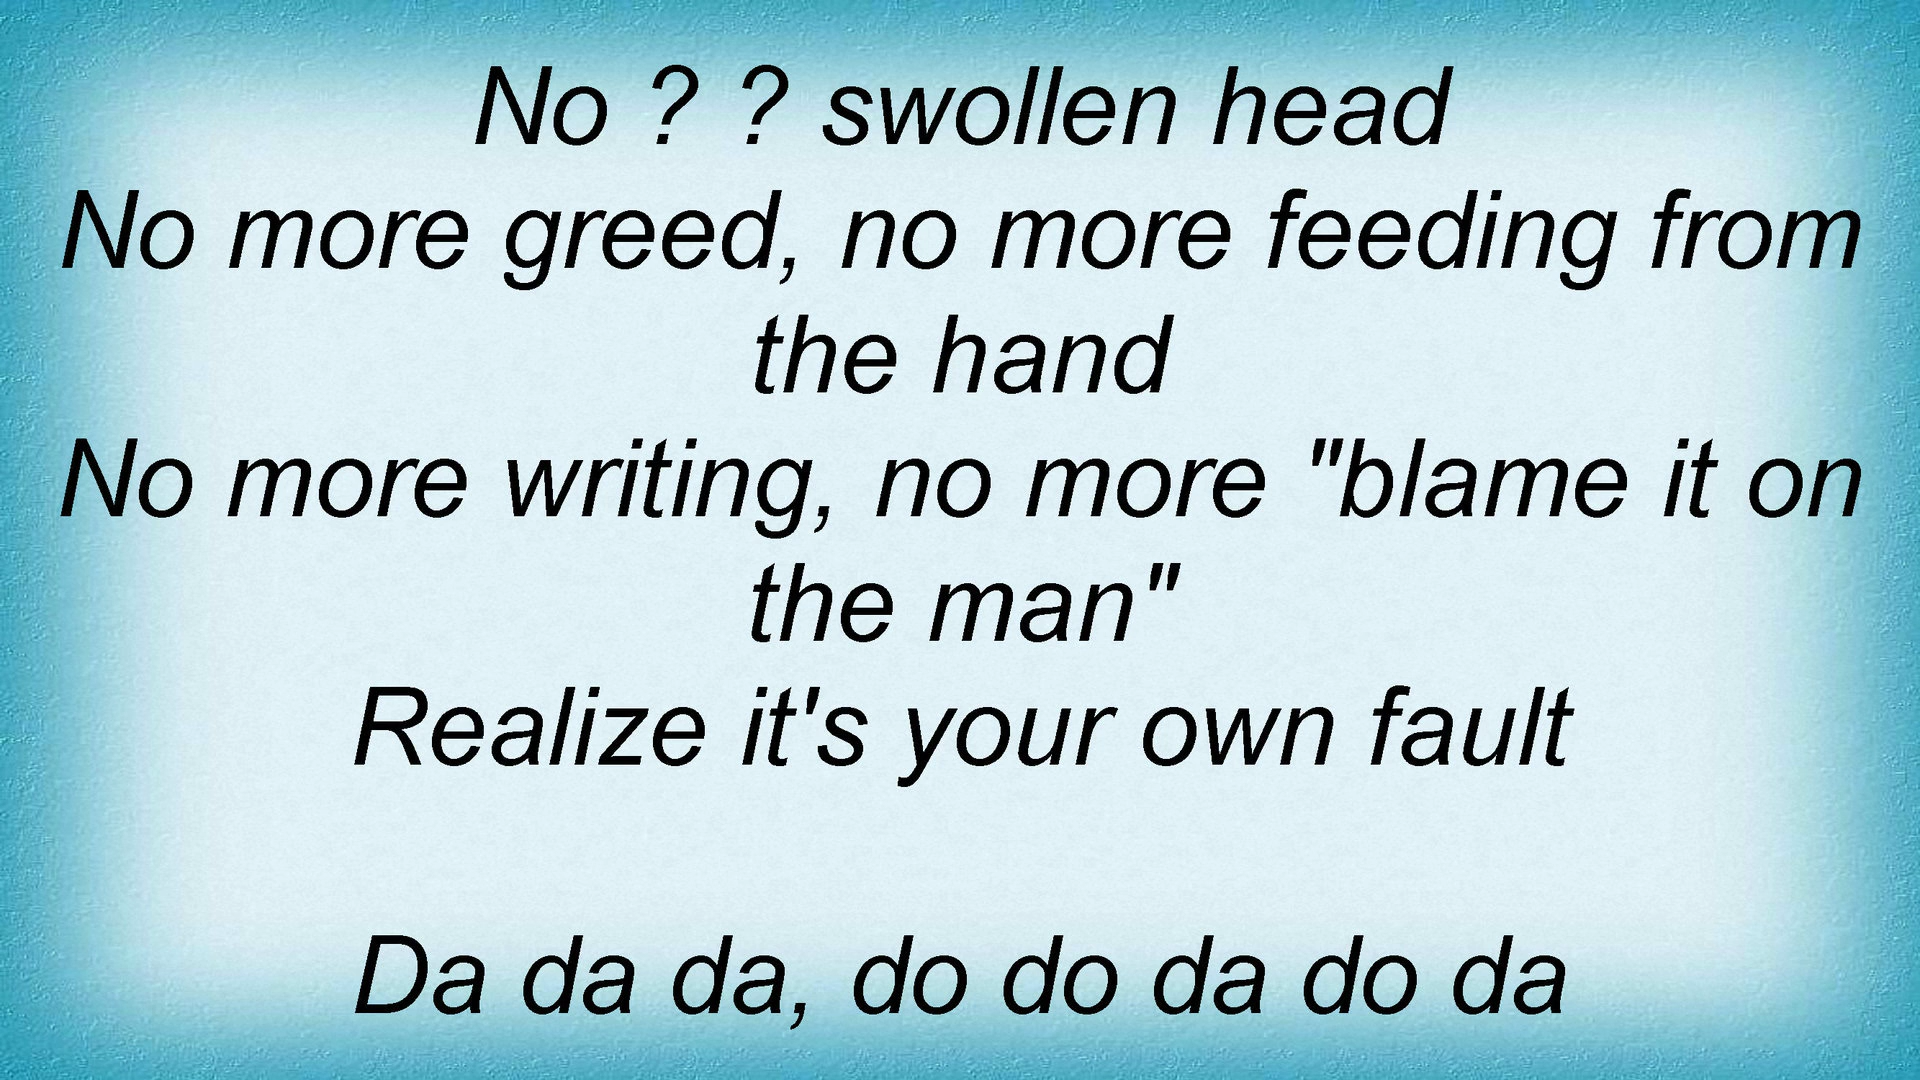 No ? ? swollen head
No more greed, no more feeding from
the hand
No more writing, no more "blame it on
the man"
Realize it's your own fault
Da da da, do do da do da